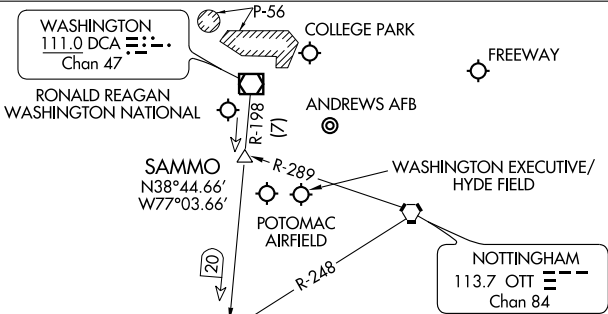 P-56
WASHINGTON
111.0 DCA
Chan 47
COLLEGE PARK
FREEWAY
RONALD REAGAN
WASHINGTON NATIONAL
R-198
(7)
ANDREWS AFB
SAMMO
N38°44.66'
W77°03.66'
R-289
WASHINGTON EXECUTIVE/
HYDE FIELD
POTOMAC
AIRFIELD
20
R-248
NOTTINGHAM
113.7 OTT
Chan 84